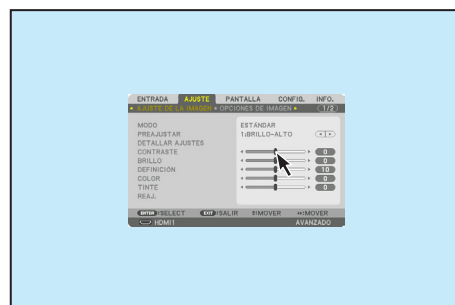 ENTRADA AJUSTE PANTALLA CONFIG. INFO.
AJUSTE DE LA IMAGEN • OPCIONES DE IMAGEN (1/2)
MODO ESTÁNDAR
PREAJUSTAR 1:BRILLO-ALTO
DETALLAR AJUSTES
CONTRASTE 0
BRILLO 0
DEFINICIÓN 10
COLOR 0
TINTE 0
REAJ.
ENTER :SELECT EXIT :SALIR ↕:MOVER ↔:MOVER
HDMI1 AVANZADO